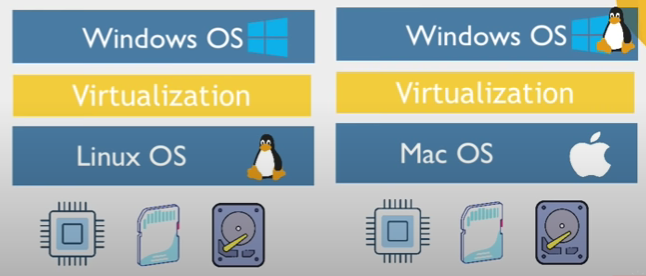 Windows OS
Virtualization
Linux OS
Windows OS
Virtualization
Mac OS